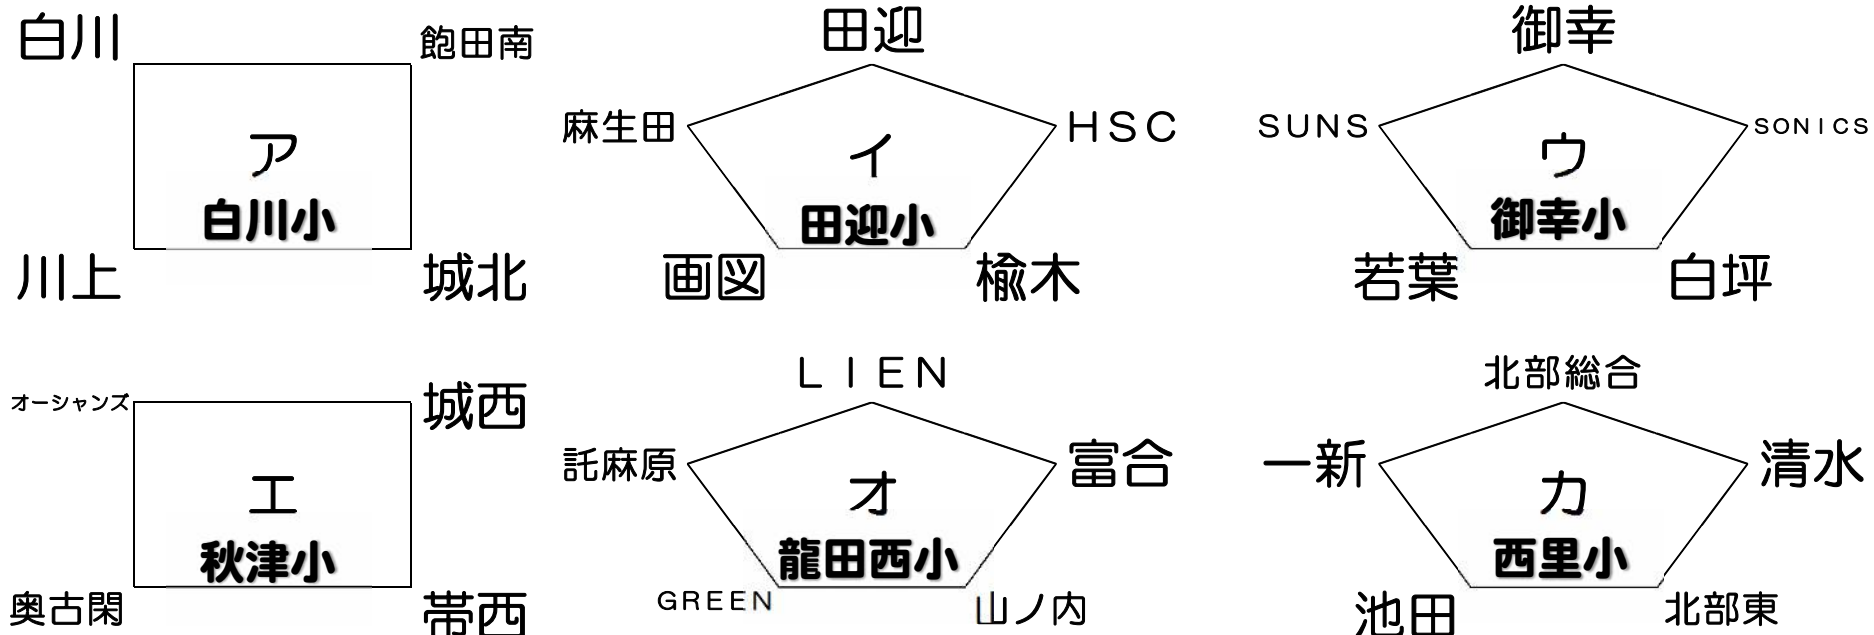 白川
飽田南
ア
白川小
川上
城北
田迎
麻生田
ＨＳＣ
イ
田迎小
画図
楡木
御幸
ＳＵＮＳ
ＳＯＮＩＣＳ
ウ
御幸小
若葉
白坪
オーシャンズ
城西
エ
秋津小
奥古閑
帯西
ＬＩＥＮ
託麻原
富合
オ
龍田西小
ＧＲＥＥＮ
山ノ内
北部総合
一新
清水
カ
西里小
池田
北部東